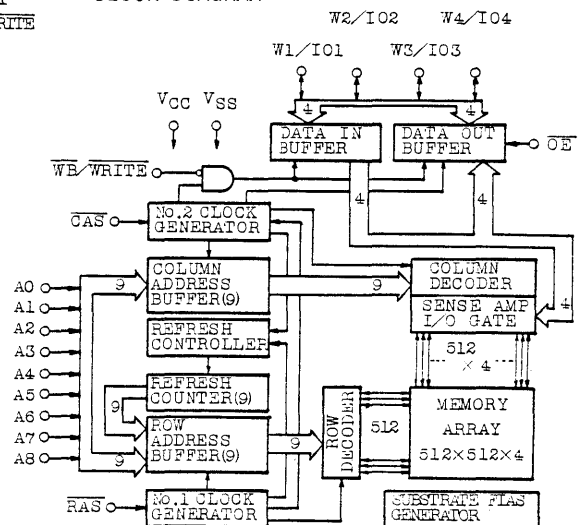 W2/IO2 W4/IO4
RITE
W1/IO1 W3/IO3
VCC VSS
4
DATA IN
BUFFER
DATA OUT
BUFFER
OE
WB/WRITE
4
4
CAS
No.2 CLOCK
GENERATOR
A0
A1
A2
A3
A4
A5
A6
A7
A8
9
COLUMN
ADDRESS
BUFFER(9)
9
COLUMN
DECODER
SENSE AMP
I/O GATE
4
REFRESH
CONTROLLER
512
× 4
REFRESH
COUNTER(9)
9
ROW
ADDRESS
BUFFER(9)
9
9
ROW
DECODER
512
MEMORY
ARRAY
512×512×4
RAS
No.1 CLOCK
GENERATOR
SUBSTRATE FIAS
GENERATOR